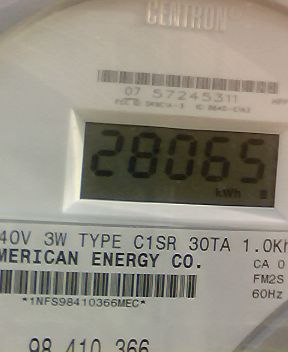 CENTRON®
07 57245311
28065
kWh
40V 3W TYPE C1SR 30TA 1.0Kh
MERICAN ENERGY CO.
CA 0
FM2S
60Hz
*1NFS98410366MEC*
98 410 366